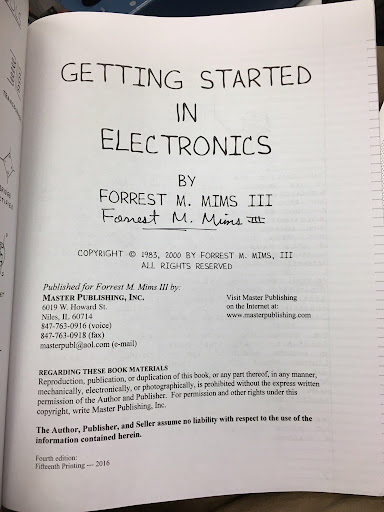 GETTING STARTED
IN
ELECTRONICS
BY
FORREST M. MIMS III
Forrest M. Mims III
COPYRIGHT © 1983, 2000 BY FORREST M. MIMS, III
ALL RIGHTS RESERVED
Published for Forrest M. Mims III by:
MASTER PUBLISHING, INC.
6019 W. Howard St.
Niles, IL 60714
847-763-0916 (voice)
847-763-0918 (fax)
masterpubl@aol.com (e-mail)
Visit Master Publishing
on the Internet at:
www.masterpublishing.com
REGARDING THESE BOOK MATERIALS
Reproduction, publication, or duplication of this book, or any part thereof, in any manner,
mechanically, electronically, or photographically, is prohibited without the express written
permission of the Author and Publisher. For permission and other rights under this
copyright, write Master Publishing, Inc.
The Author, Publisher, and Seller assume no liability with respect to the use of the
information contained herein.
Fourth edition:
Fifteenth Printing --- 2016